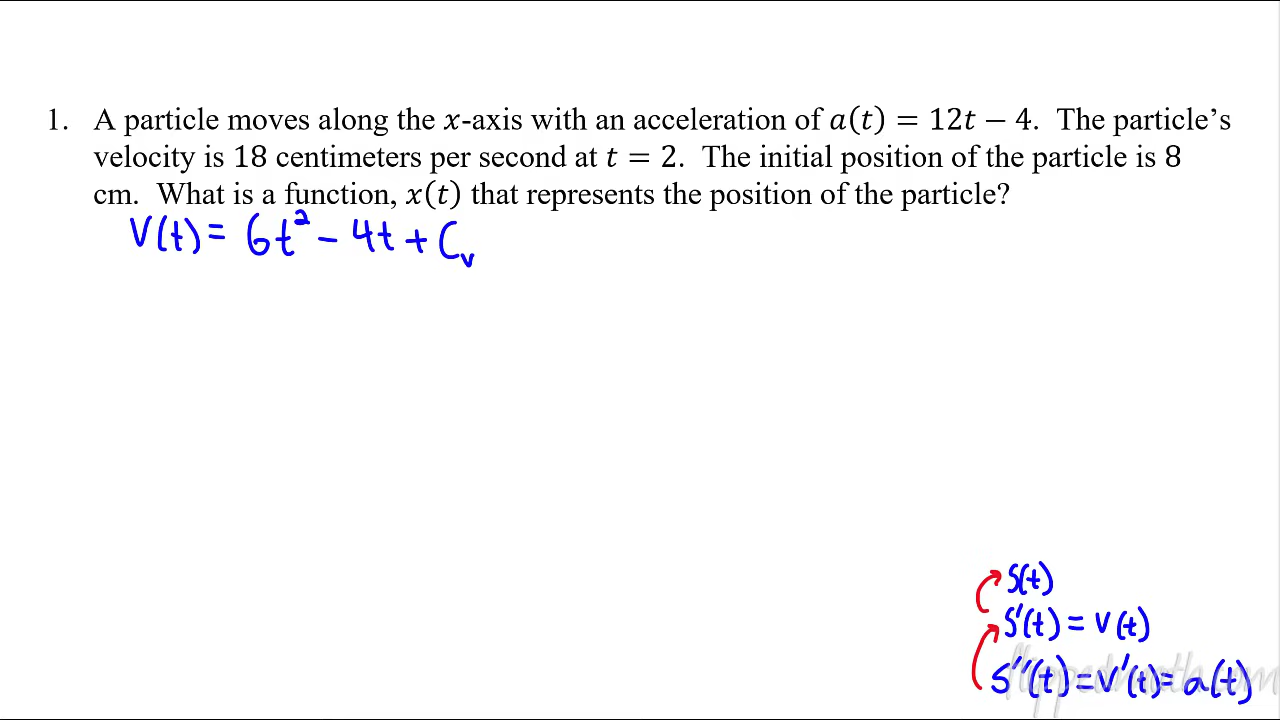 1. A particle moves along the x-axis with an acceleration of a(t) = 12t − 4. The particle’s
velocity is 18 centimeters per second at t = 2. The initial position of the particle is 8
cm. What is a function, x(t) that represents the position of the particle?
V(t) = 6t² − 4t + Cᵥ
S(t)
S'(t) = V(t)
S''(t) = V'(t) = a(t)
flippedmath.com